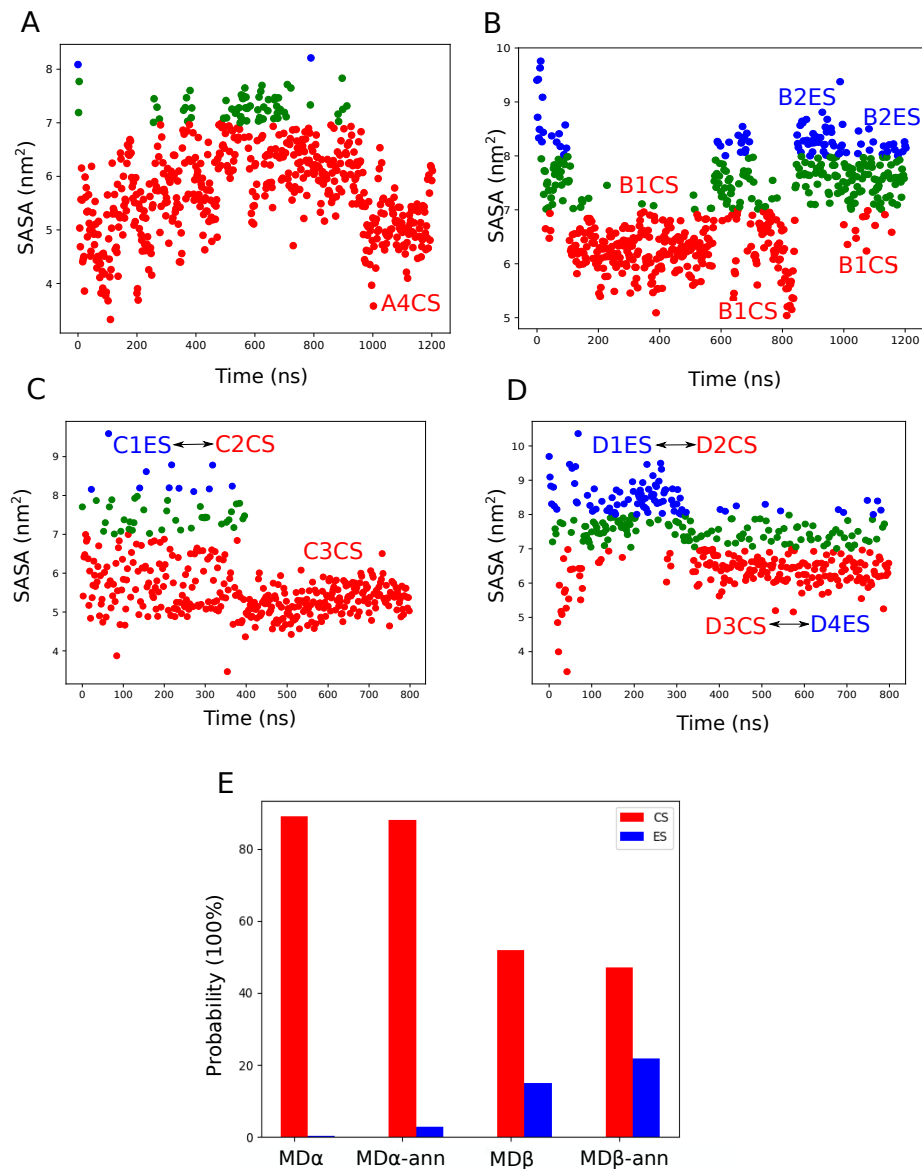 A
8
7
6
5
4
SASA (nm²)
A4CS
0 200 400 600 800 1000 1200
Time (ns)
B
10
9
8
7
6
5
SASA (nm²)
B2ES
B2ES
B1CS
B1CS
B1CS
0 200 400 600 800 1000 1200
Time (ns)
C
9
8
7
6
5
4
SASA (nm²)
C1ES C2CS
C3CS
0 100 200 300 400 500 600 700 800
Time (ns)
D
10
9
8
7
6
5
4
SASA (nm²)
D1ES D2CS
D3CS D4ES
0 100 200 300 400 500 600 700 800
Time (ns)
E
CS
ES
80
60
40
20
0
Probability (100%)
MDα MDα-ann MDβ MDβ-ann